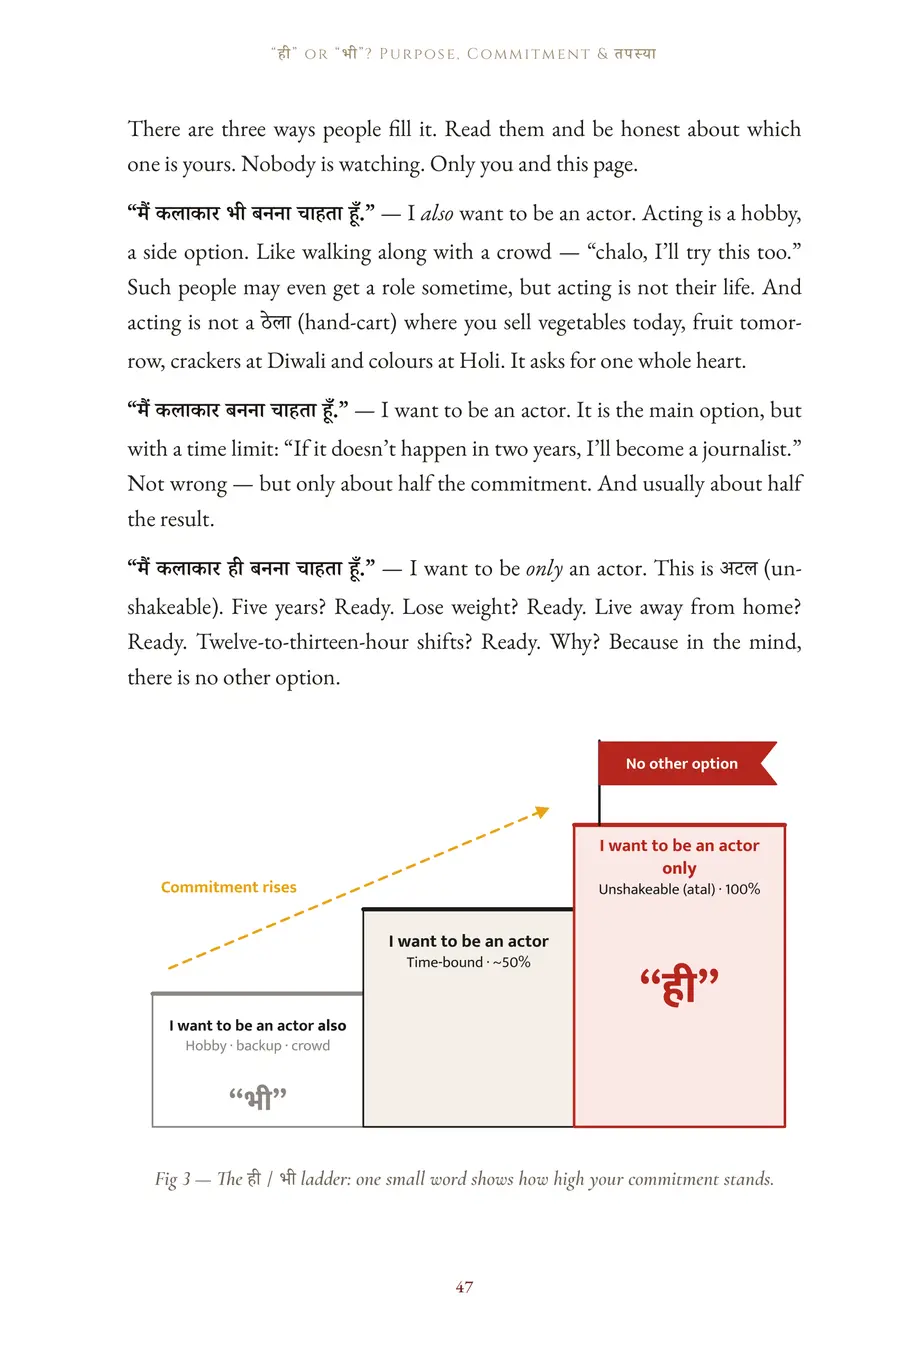 “ही” OR “भी”? PURPOSE, COMMITMENT & तपस्या
There are three ways people fill it. Read them and be honest about which
one is yours. Nobody is watching. Only you and this page.
“मैं कलाकार भी बनना चाहता हूँ.” — I also want to be an actor. Acting is a hobby,
a side option. Like walking along with a crowd — “chalo, I’ll try this too.”
Such people may even get a role sometime, but acting is not their life. And
acting is not a ठेला (hand-cart) where you sell vegetables today, fruit tomor-
row, crackers at Diwali and colours at Holi. It asks for one whole heart.
“मैं कलाकार बनना चाहता हूँ.” — I want to be an actor. It is the main option, but
with a time limit: “If it doesn’t happen in two years, I’ll become a journalist.”
Not wrong — but only about half the commitment. And usually about half
the result.
“मैं कलाकार ही बनना चाहता हूँ.” — I want to be only an actor. This is अटल (un-
shakeable). Five years? Ready. Lose weight? Ready. Live away from home?
Ready. Twelve-to-thirteen-hour shifts? Ready. Why? Because in the mind,
there is no other option.
No other option
I want to be an actor
only
Unshakeable (atal) · 100%
“ही”
Commitment rises
I want to be an actor
Time-bound · ~50%
I want to be an actor also
Hobby · backup · crowd
“भी”
Fig 3 — The ही / भी ladder: one small word shows how high your commitment stands.
47